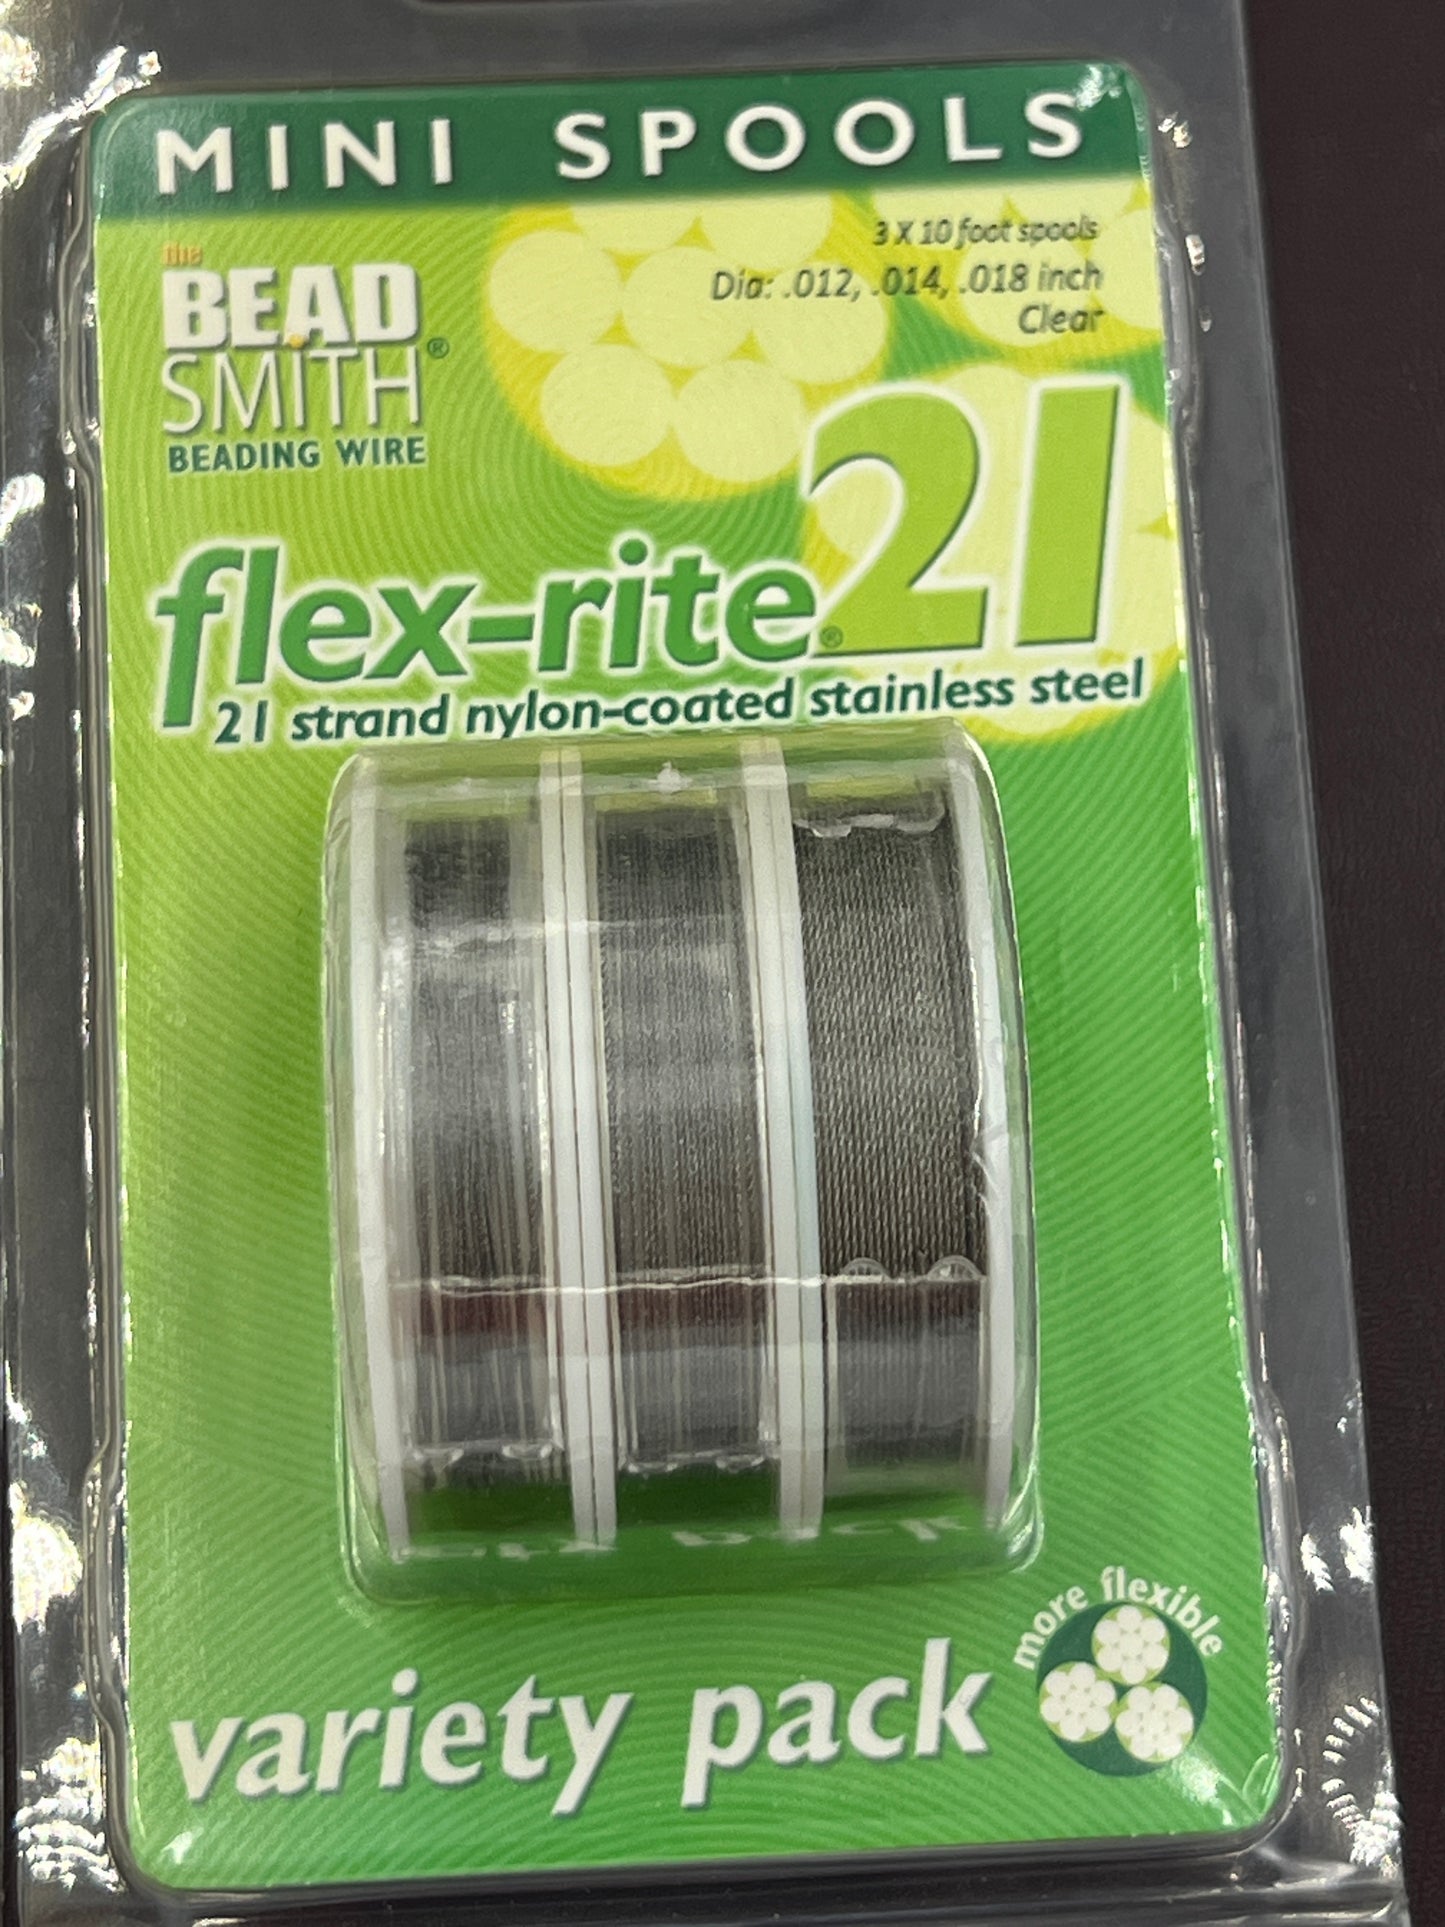 MINI SPOOLS
the
BEAD
SMITH®
BEADING WIRE
3 X 10 foot spools
Dia: .012, .014, .018 inch
Clear
flex-rite®21
21 strand nylon-coated stainless steel
variety pack
more flexible